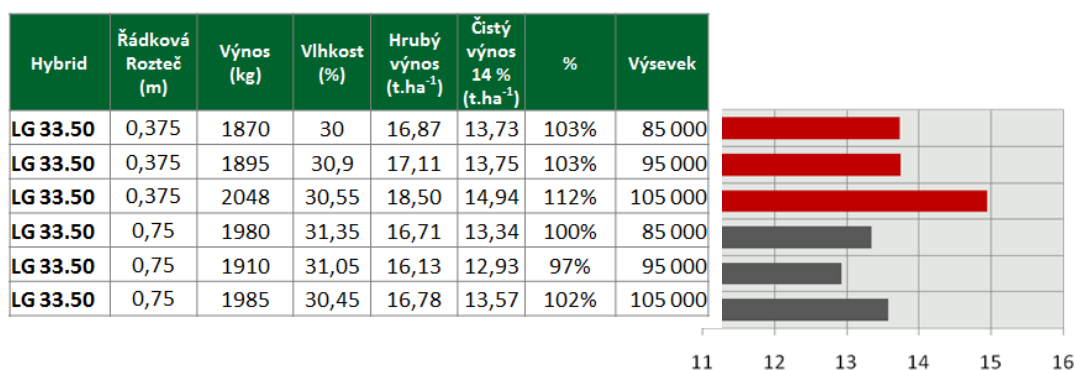 Hybrid Řádková Rozteč (m) Výnos (kg) Vlhkost (%) Hrubý výnos (t.ha⁻¹) Čistý výnos 14 % (t.ha⁻¹) % Výsevek
LG 33.50 0,375 1870 30 16,87 13,73 103% 85 000
LG 33.50 0,375 1895 30,9 17,11 13,75 103% 95 000
LG 33.50 0,375 2048 30,55 18,50 14,94 112% 105 000
LG 33.50 0,75 1980 31,35 16,71 13,34 100% 85 000
LG 33.50 0,75 1910 31,05 16,13 12,93 97% 95 000
LG 33.50 0,75 1985 30,45 16,78 13,57 102% 105 000
11 12 13 14 15 16